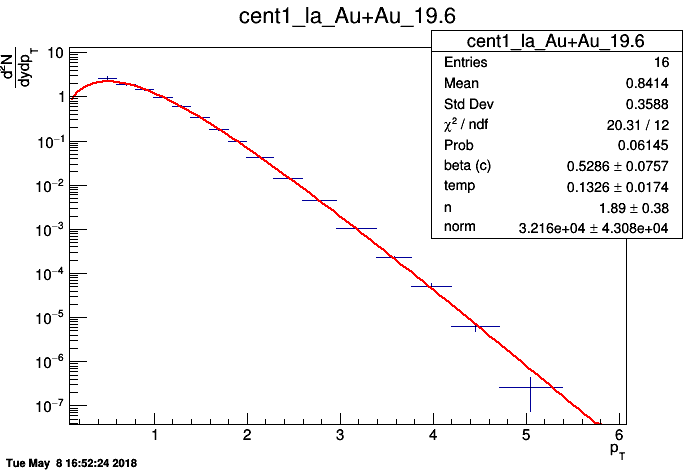 cent1_la_Au+Au_19.6
cent1_la_Au+Au_19.6
Entries 16
Mean 0.8414
Std Dev 0.3588
χ² / ndf 20.31 / 12
Prob 0.06145
beta (c) 0.5286 ± 0.0757
temp 0.1326 ± 0.0174
n 1.89 ± 0.38
norm 3.216e+04 ± 4.308e+04
d²N
dydp_T
10
1
10⁻¹
10⁻²
10⁻³
10⁻⁴
10⁻⁵
10⁻⁶
10⁻⁷
1 2 3 4 5 6
p_T
Tue May 8 16:52:24 2018